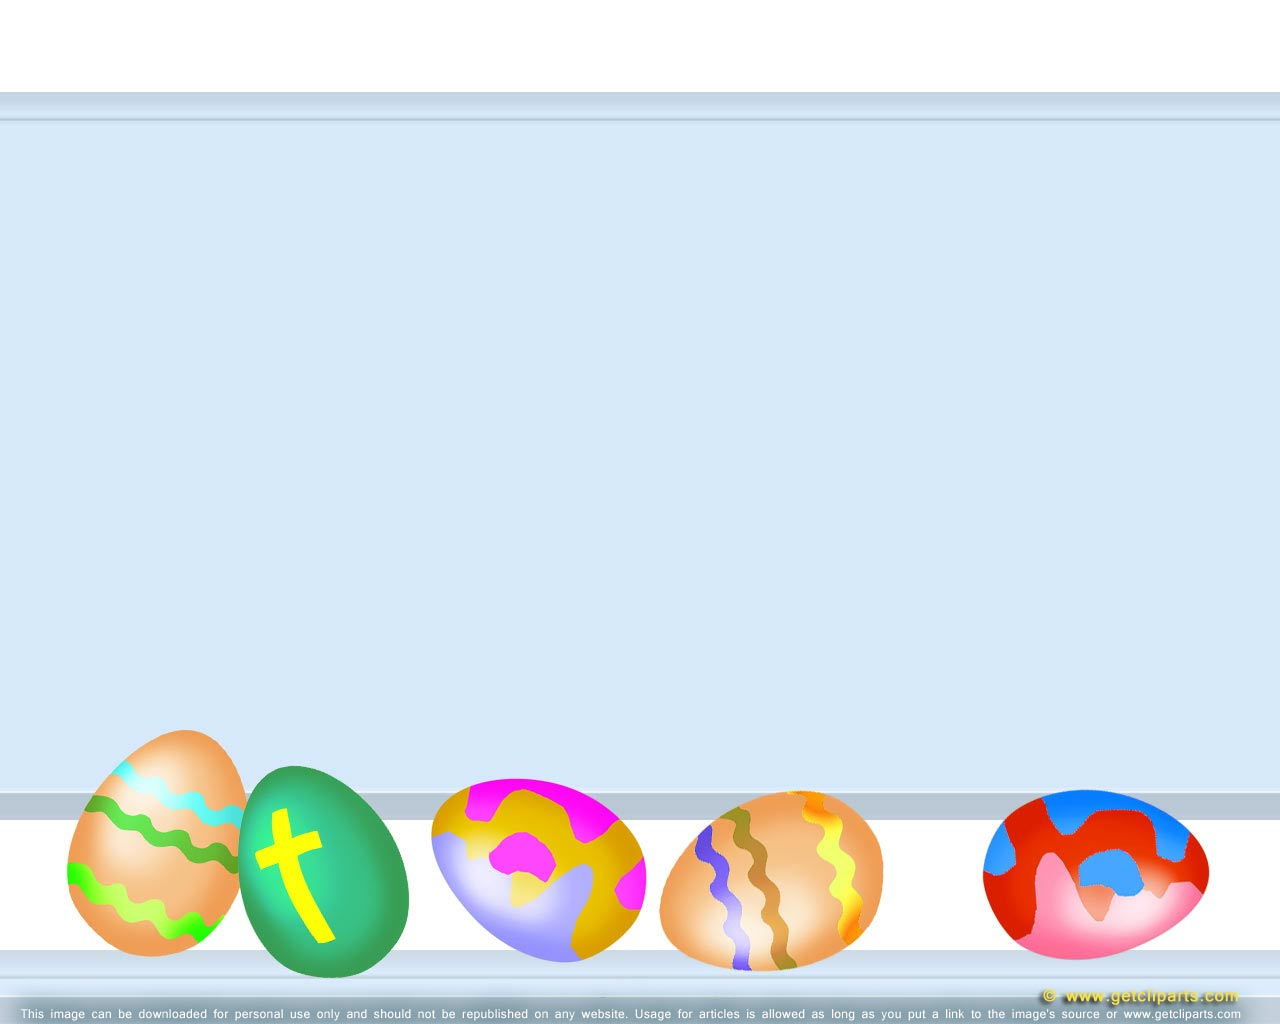 © www.getcliparts.com
This image can be downloaded for personal use only and should not be republished on any website. Usage for articles is allowed as long as you put a link to the image's source or www.getcliparts.com